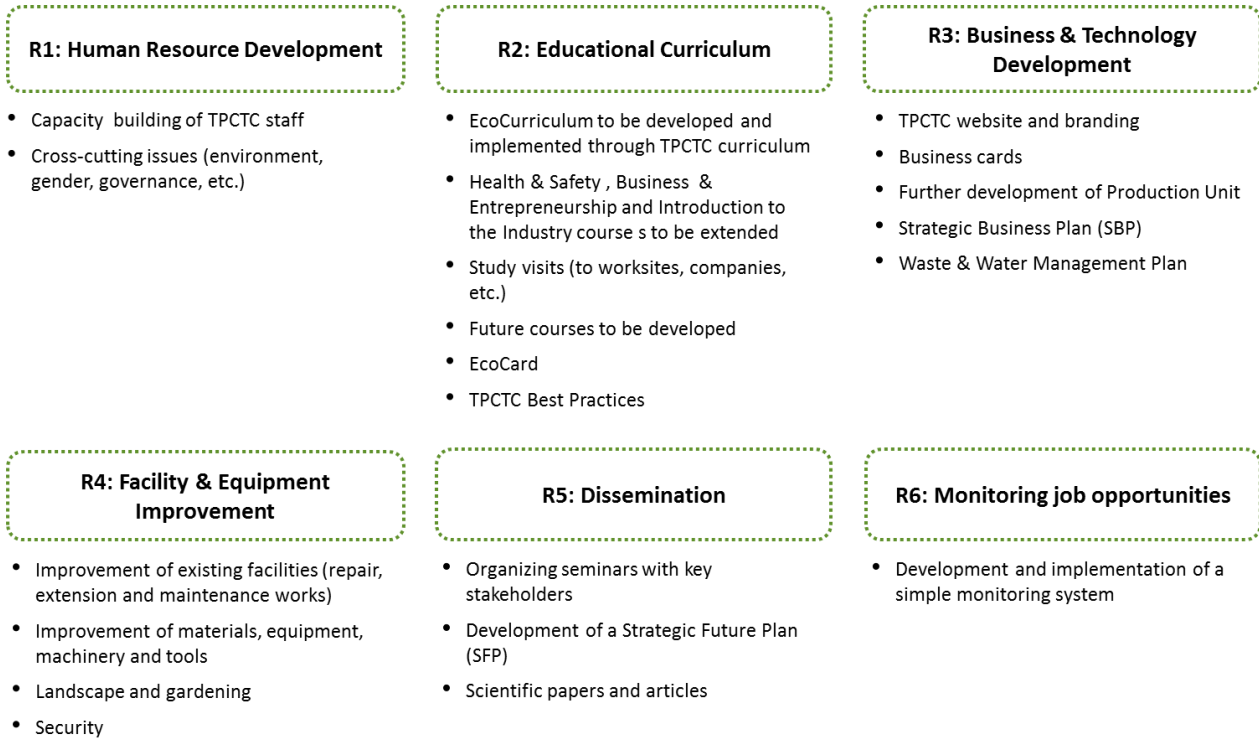 R1: Human Resource Development
• Capacity building of TPCTC staff
• Cross-cutting issues (environment,
gender, governance, etc.)
R2: Educational Curriculum
• EcoCurriculum to be developed and
implemented through TPCTC curriculum
• Health & Safety , Business &
Entrepreneurship and Introduction to
the Industry course s to be extended
• Study visits (to worksites, companies,
etc.)
• Future courses to be developed
• EcoCard
• TPCTC Best Practices
R3: Business & Technology
Development
• TPCTC website and branding
• Business cards
• Further development of Production Unit
• Strategic Business Plan (SBP)
• Waste & Water Management Plan
R4: Facility & Equipment
Improvement
• Improvement of existing facilities (repair,
extension and maintenance works)
• Improvement of materials, equipment,
machinery and tools
• Landscape and gardening
• Security
R5: Dissemination
• Organizing seminars with key
stakeholders
• Development of a Strategic Future Plan
(SFP)
• Scientific papers and articles
R6: Monitoring job opportunities
• Development and implementation of a
simple monitoring system